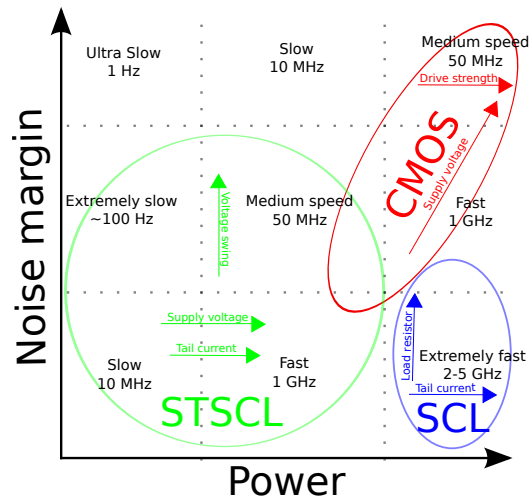 Ultra Slow
1 Hz
Slow
10 MHz
Medium speed
50 MHz
Drive strength
CMOS
Supply voltage
Extremely slow
~100 Hz
Voltage swing
Medium speed
50 MHz
Fast
1 GHz
Supply voltage
Tail current
Slow
10 MHz
Fast
1 GHz
STSCL
Load resistor
Extremely fast
2-5 GHz
Tail current
SCL
Noise margin
Power